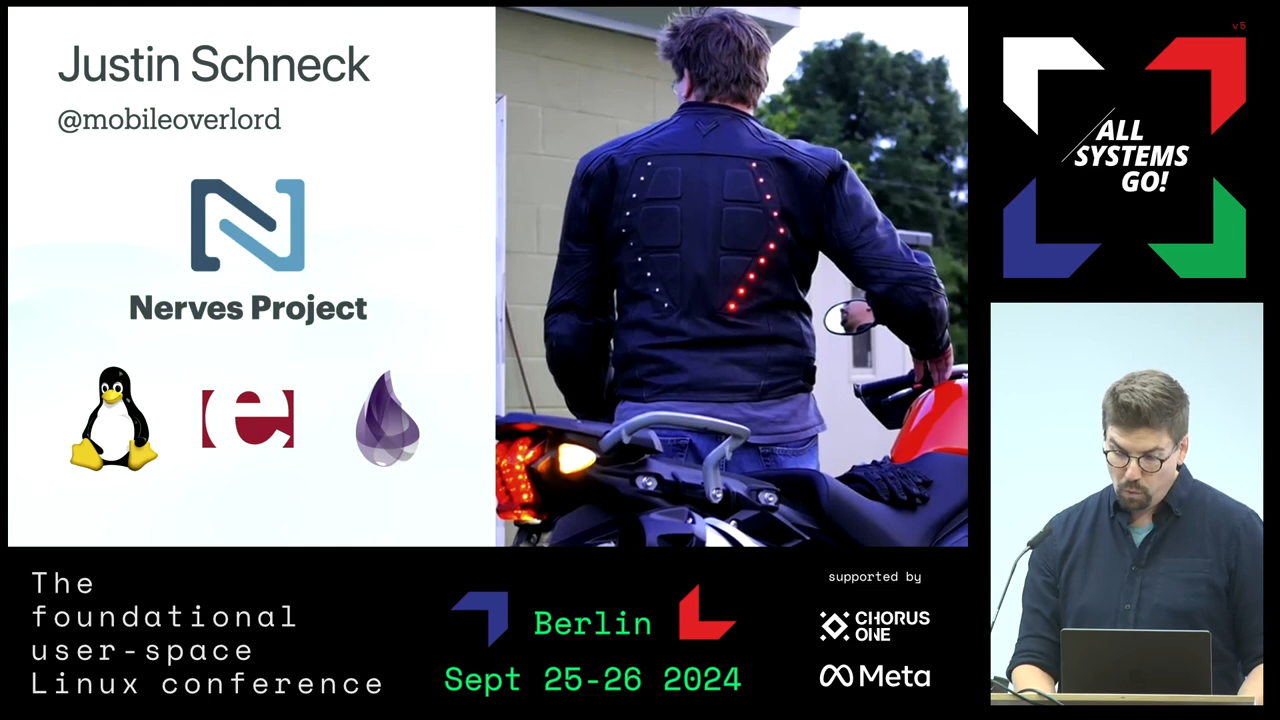 Justin Schneck
@mobileoverlord
Nerves Project
e
v5
ALL
SYSTEMS
GO!
The
foundational
user-space
Linux conference
Berlin
Sept 25-26 2024
supported by
CHORUS
ONE
Meta